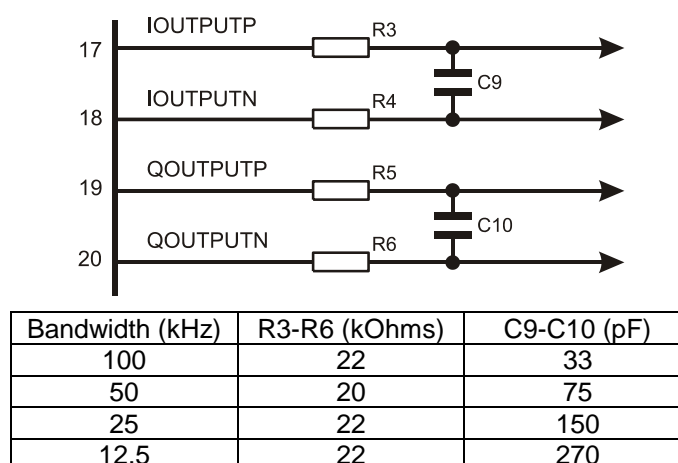 IOUTPUTP
R3
17
C9
IOUTPUTN
R4
18
QOUTPUTP
R5
19
C10
QOUTPUTN
R6
20
Bandwidth (kHz) R3-R6 (kOhms) C9-C10 (pF)
100 22 33
50 20 75
25 22 150
12.5 22 270